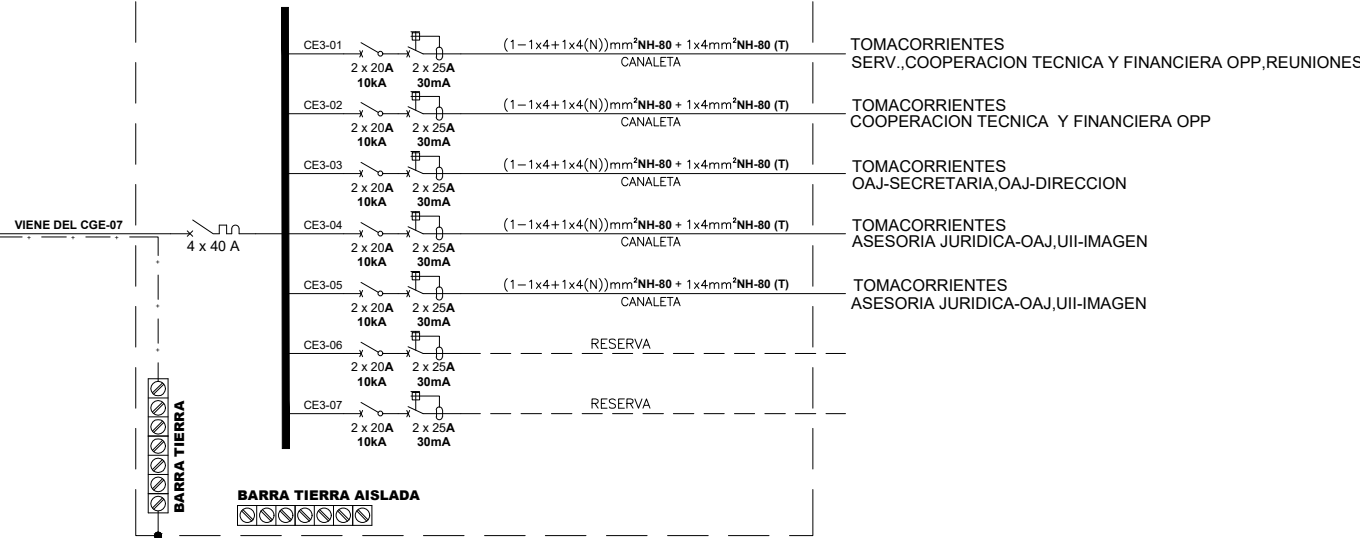 CE3-01
(1-1x4+1x4(N))mm²NH-80 + 1x4mm²NH-80 (T)
CANALETA
2 x 20A
10kA
2 x 25A
30mA
TOMACORRIENTES
SERV.,COOPERACION TECNICA Y FINANCIERA OPP,REUNIONES
CE3-02
(1-1x4+1x4(N))mm²NH-80 + 1x4mm²NH-80 (T)
CANALETA
2 x 20A
10kA
2 x 25A
30mA
TOMACORRIENTES
COOPERACION TECNICA Y FINANCIERA OPP
CE3-03
(1-1x4+1x4(N))mm²NH-80 + 1x4mm²NH-80 (T)
CANALETA
2 x 20A
10kA
2 x 25A
30mA
TOMACORRIENTES
OAJ-SECRETARIA,OAJ-DIRECCION
VIENE DEL CGE-07
4 x 40 A
CE3-04
(1-1x4+1x4(N))mm²NH-80 + 1x4mm²NH-80 (T)
CANALETA
2 x 20A
10kA
2 x 25A
30mA
TOMACORRIENTES
ASESORIA JURIDICA-OAJ,UII-IMAGEN
CE3-05
(1-1x4+1x4(N))mm²NH-80 + 1x4mm²NH-80 (T)
CANALETA
2 x 20A
10kA
2 x 25A
30mA
TOMACORRIENTES
ASESORIA JURIDICA-OAJ,UII-IMAGEN
CE3-06
RESERVA
2 x 20A
10kA
2 x 25A
30mA
CE3-07
RESERVA
2 x 20A
10kA
2 x 25A
30mA
BARRA TIERRA
BARRA TIERRA AISLADA